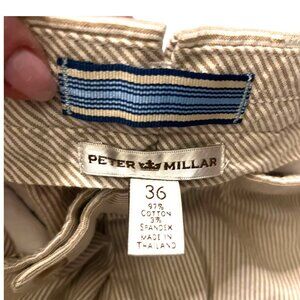 PETER MILLAR
36
97%
COTTON
3%
SPANDEX
MADE IN
THAILAND